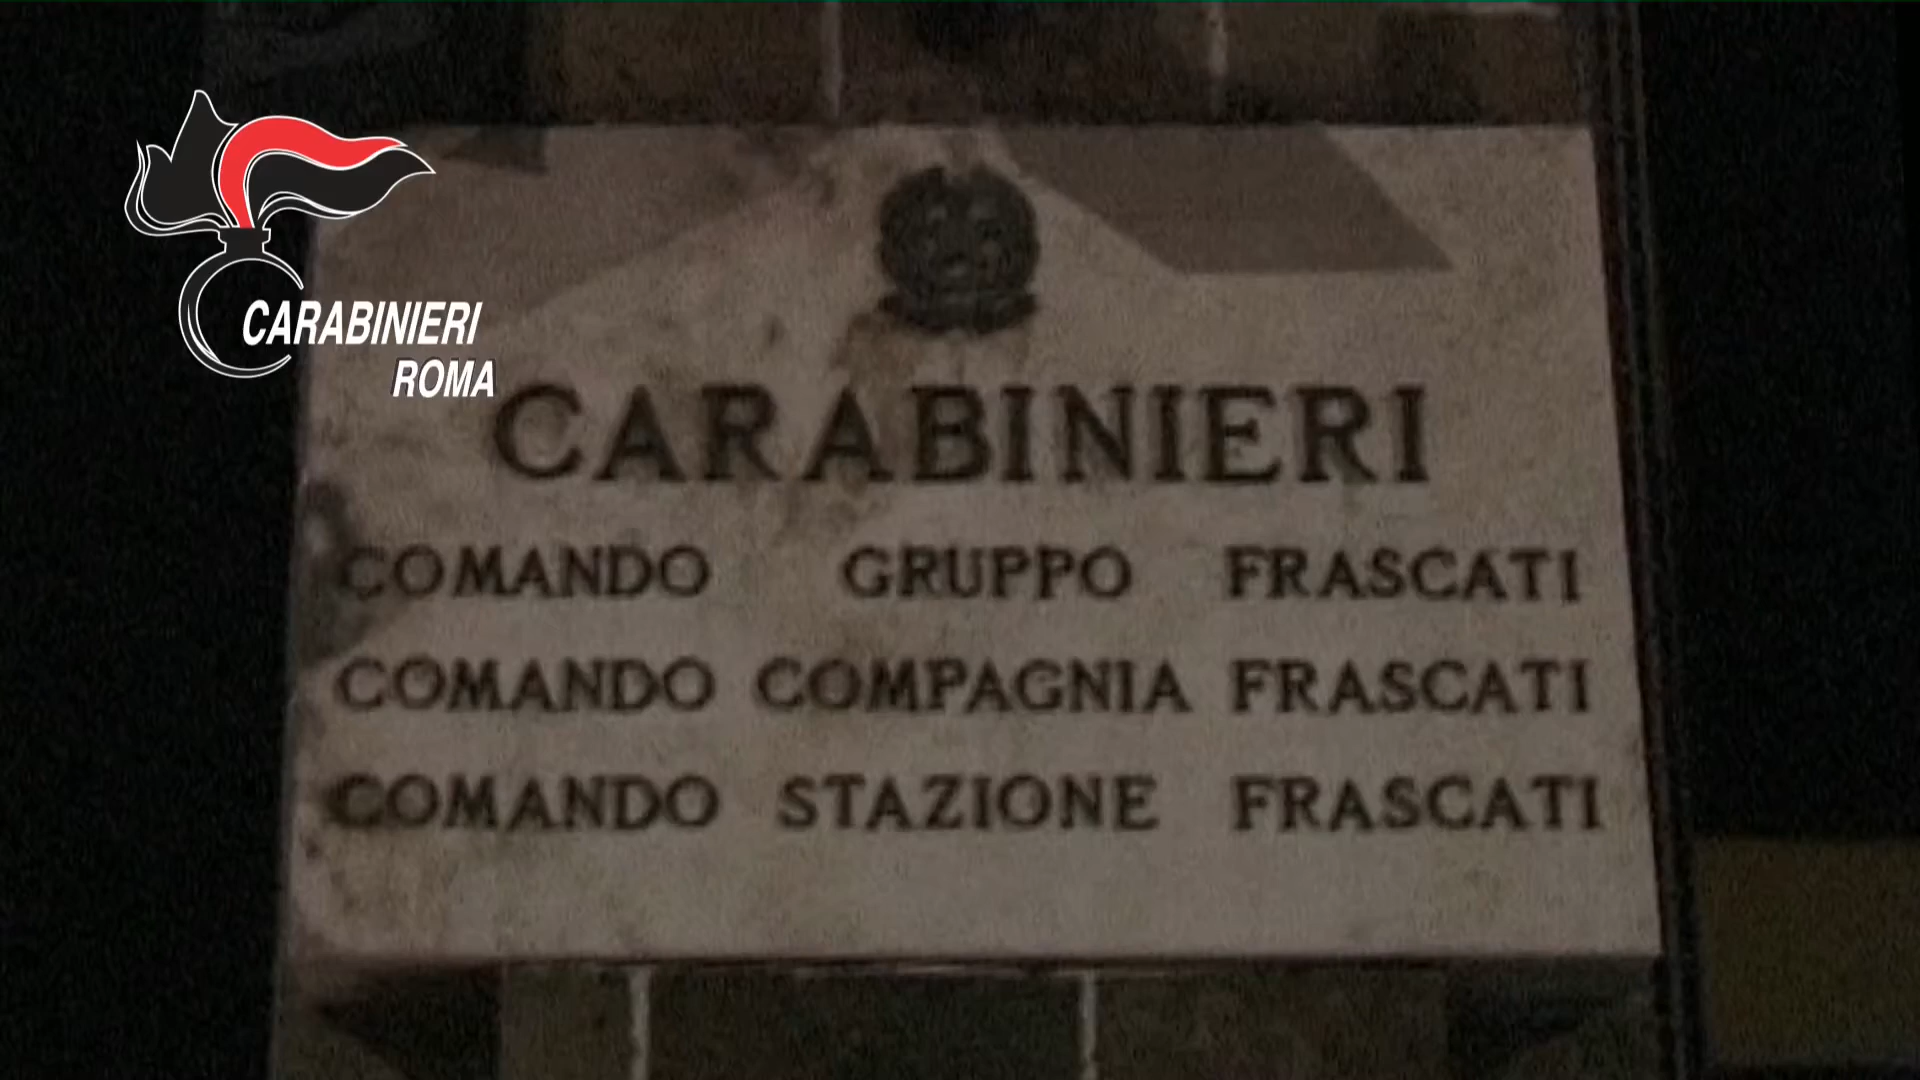 CARABINIERI
ROMA
CARABINIERI
COMANDO GRUPPO FRASCATI
COMANDO COMPAGNIA FRASCATI
COMANDO STAZIONE FRASCATI